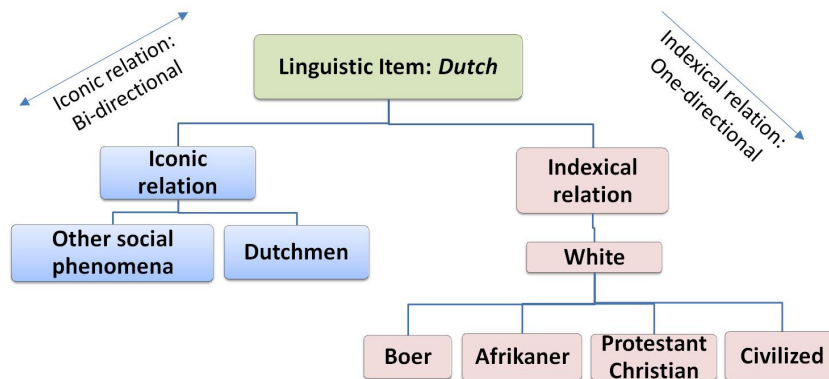 Iconic relation:
Bi-directional
Linguistic Item: Dutch
Indexical relation:
One-directional
Iconic
relation
Indexical
relation
Other social
phenomena
Dutchmen
White
Boer
Afrikaner
Protestant
Christian
Civilized